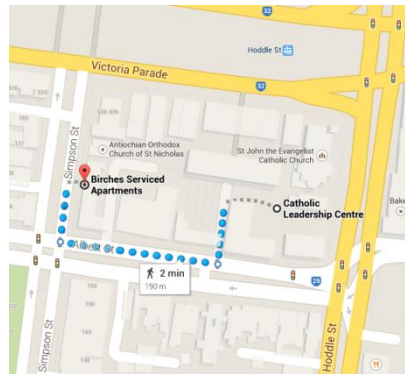 32
Hoddle St
Victoria Parade
32
Simpson St
Antiochian Orthodox
Church of St Nicholas
St John the Evangelist
Catholic Church
Birches Serviced
Apartments
Catholic
Leadership Centre
Bake
Albert St
2 min
190 m
29
Hoddle St
Simpson St